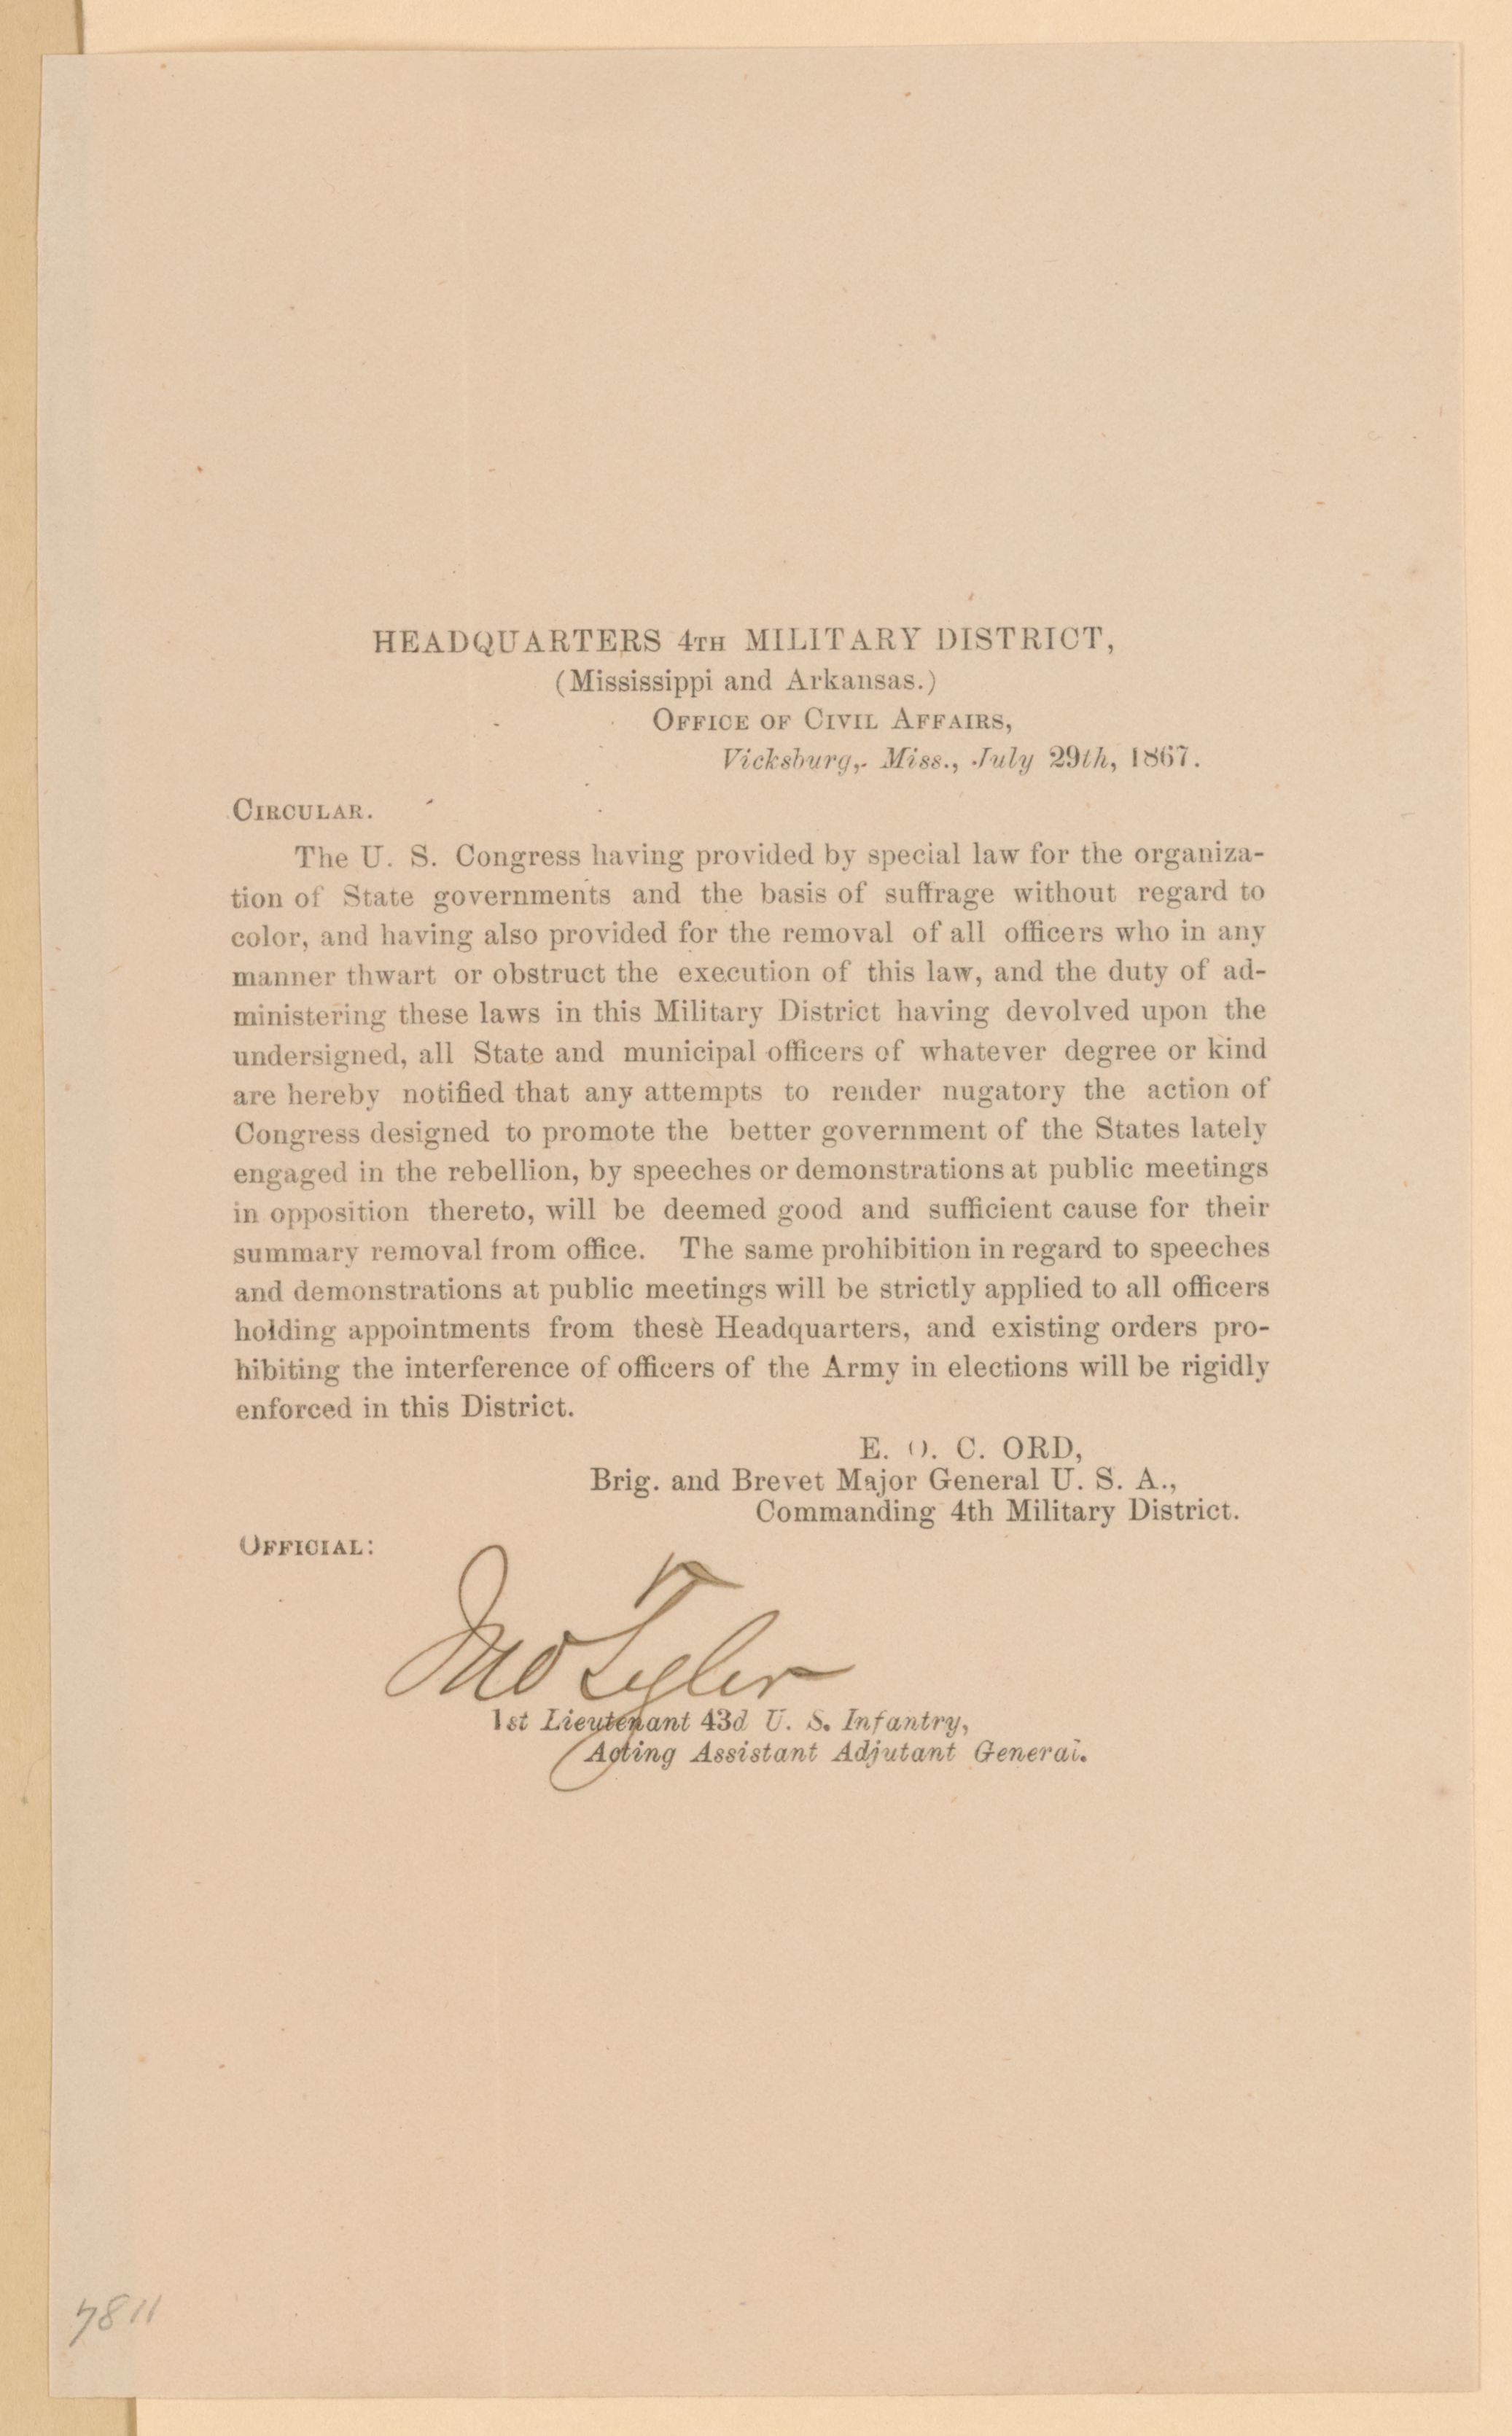 HEADQUARTERS 4TH MILITARY DISTRICT,
(Mississippi and Arkansas.)
OFFICE OF CIVIL AFFAIRS,
Vicksburg, Miss., July 29th, 1867.
CIRCULAR.
The U. S. Congress having provided by special law for the organiza-
tion of State governments and the basis of suffrage without regard to
color, and having also provided for the removal of all officers who in any
manner thwart or obstruct the execution of this law, and the duty of ad-
ministering these laws in this Military District having devolved upon the
undersigned, all State and municipal officers of whatever degree or kind
are hereby notified that any attempts to render nugatory the action of
Congress designed to promote the better government of the States lately
engaged in the rebellion, by speeches or demonstrations at public meetings
in opposition thereto, will be deemed good and sufficient cause for their
summary removal from office. The same prohibition in regard to speeches
and demonstrations at public meetings will be strictly applied to all officers
holding appointments from these Headquarters, and existing orders pro-
hibiting the interference of officers of the Army in elections will be rigidly
enforced in this District.
E. O. C. ORD,
Brig. and Brevet Major General U. S. A.,
Commanding 4th Military District.
OFFICIAL:
Jno Tyler
1st Lieutenant 43d U. S. Infantry,
Acting Assistant Adjutant General.
7811